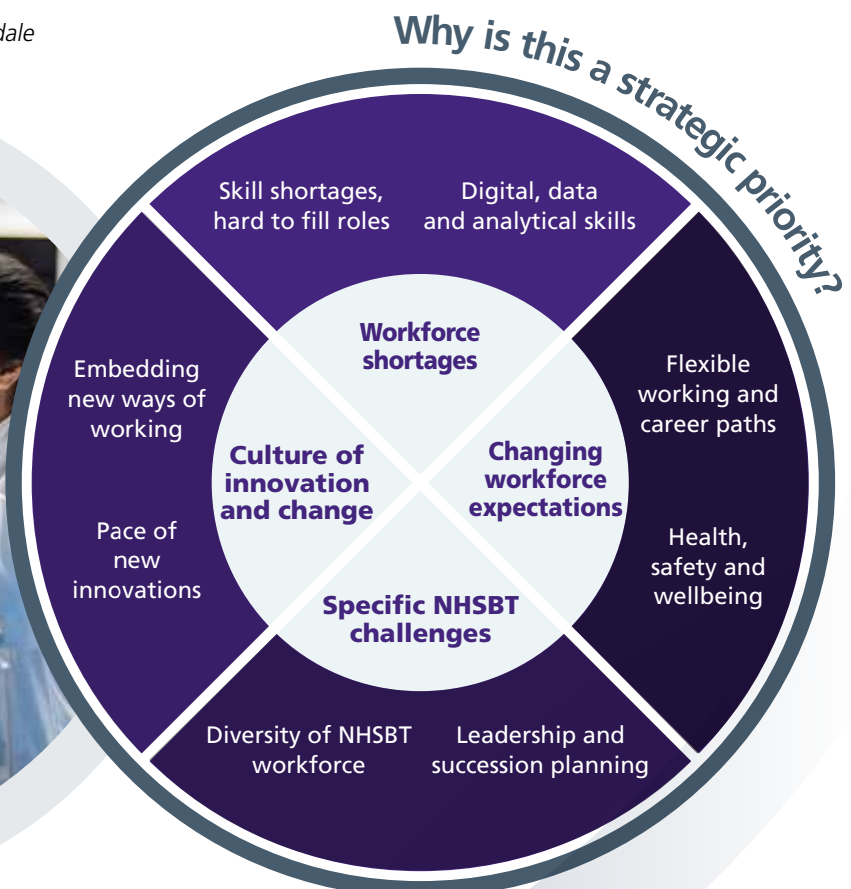 dale
Why is this a strategic priority?
Skill shortages,
hard to fill roles
Digital, data
and analytical skills
Workforce
shortages
Flexible
working and
career paths
Health,
safety and
wellbeing
Changing
workforce
expectations
Specific NHSBT
challenges
Diversity of NHSBT
workforce
Leadership and
succession planning
Culture of
innovation
and change
Embedding
new ways of
working
Pace of
new
innovations